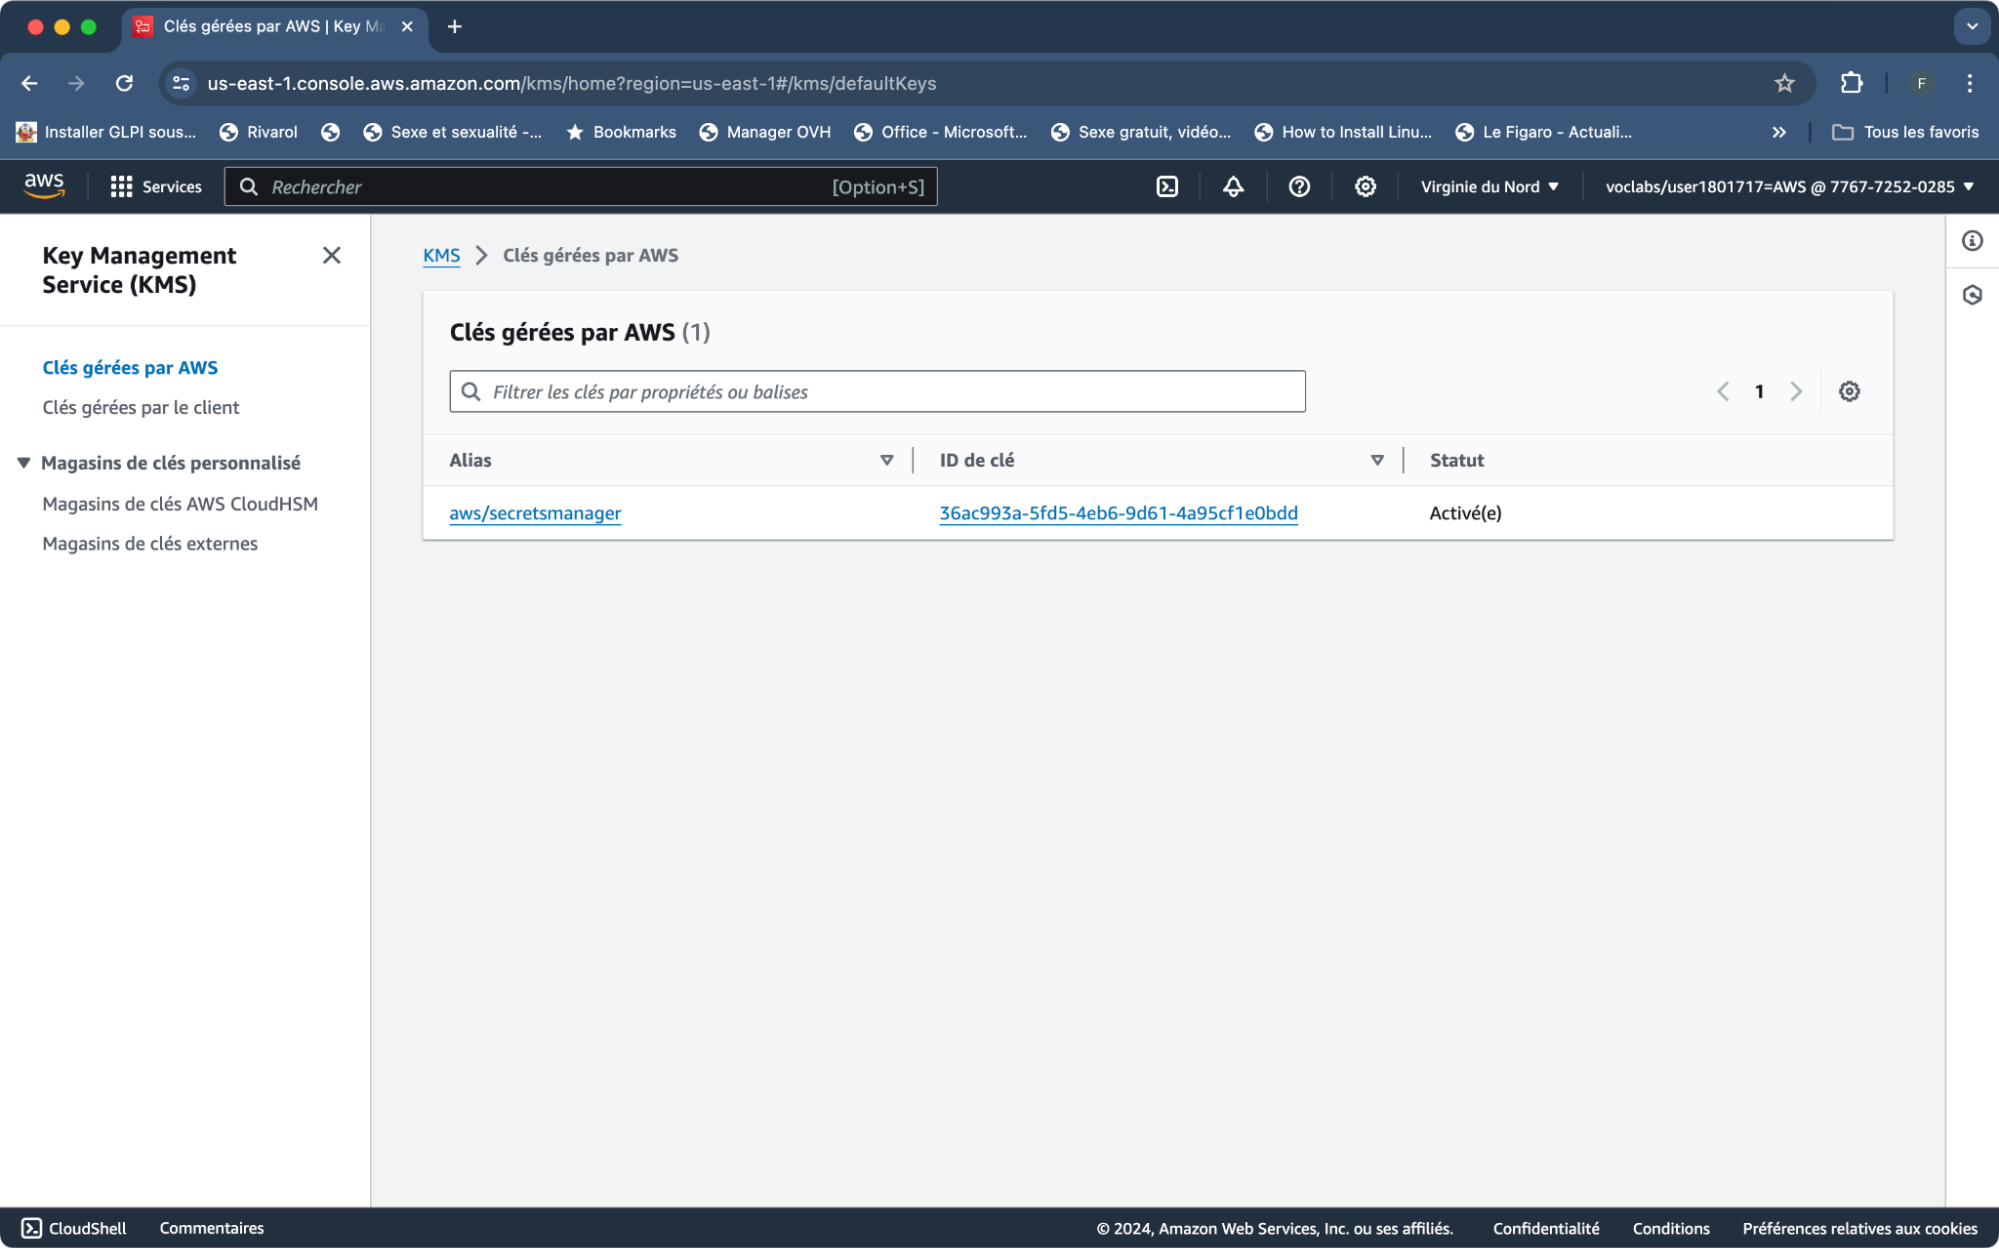 Clés gérées par AWS | Key Ma
us-east-1.console.aws.amazon.com/kms/home?region=us-east-1#/kms/defaultKeys
F
Installer GLPI sous...
Rivarol
Sexe et sexualité -...
Bookmarks
Manager OVH
Office - Microsoft...
Sexe gratuit, vidéo...
How to Install Linu...
Le Figaro - Actuali...
Tous les favoris
aws
Services
Rechercher
[Option+S]
Virginie du Nord
voclabs/user1801717=AWS @ 7767-7252-0285
Key Management
Service (KMS)
Clés gérées par AWS
Clés gérées par le client
Magasins de clés personnalisé
Magasins de clés AWS CloudHSM
Magasins de clés externes
KMS
Clés gérées par AWS
Clés gérées par AWS (1)
Filtrer les clés par propriétés ou balises
1
Alias
ID de clé
Statut
aws/secretsmanager
36ac993a-5fd5-4eb6-9d61-4a95cf1e0bdd
Activé(e)
CloudShell
Commentaires
© 2024, Amazon Web Services, Inc. ou ses affiliés.
Confidentialité
Conditions
Préférences relatives aux cookies